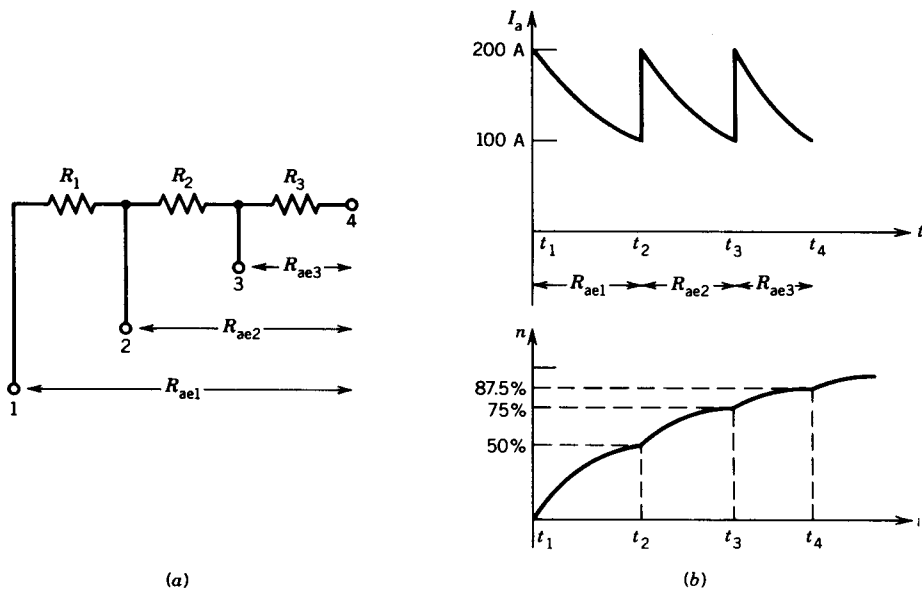 R₁
R₂
R₃
4
Rae3
3
Rae2
2
Rae1
1
(a)
Iₐ
200 A
100 A
t
t₁
t₂
t₃
t₄
Rae1
Rae2
Rae3
n
87.5%
75%
50%
t₁
t₂
t₃
t₄
(b)